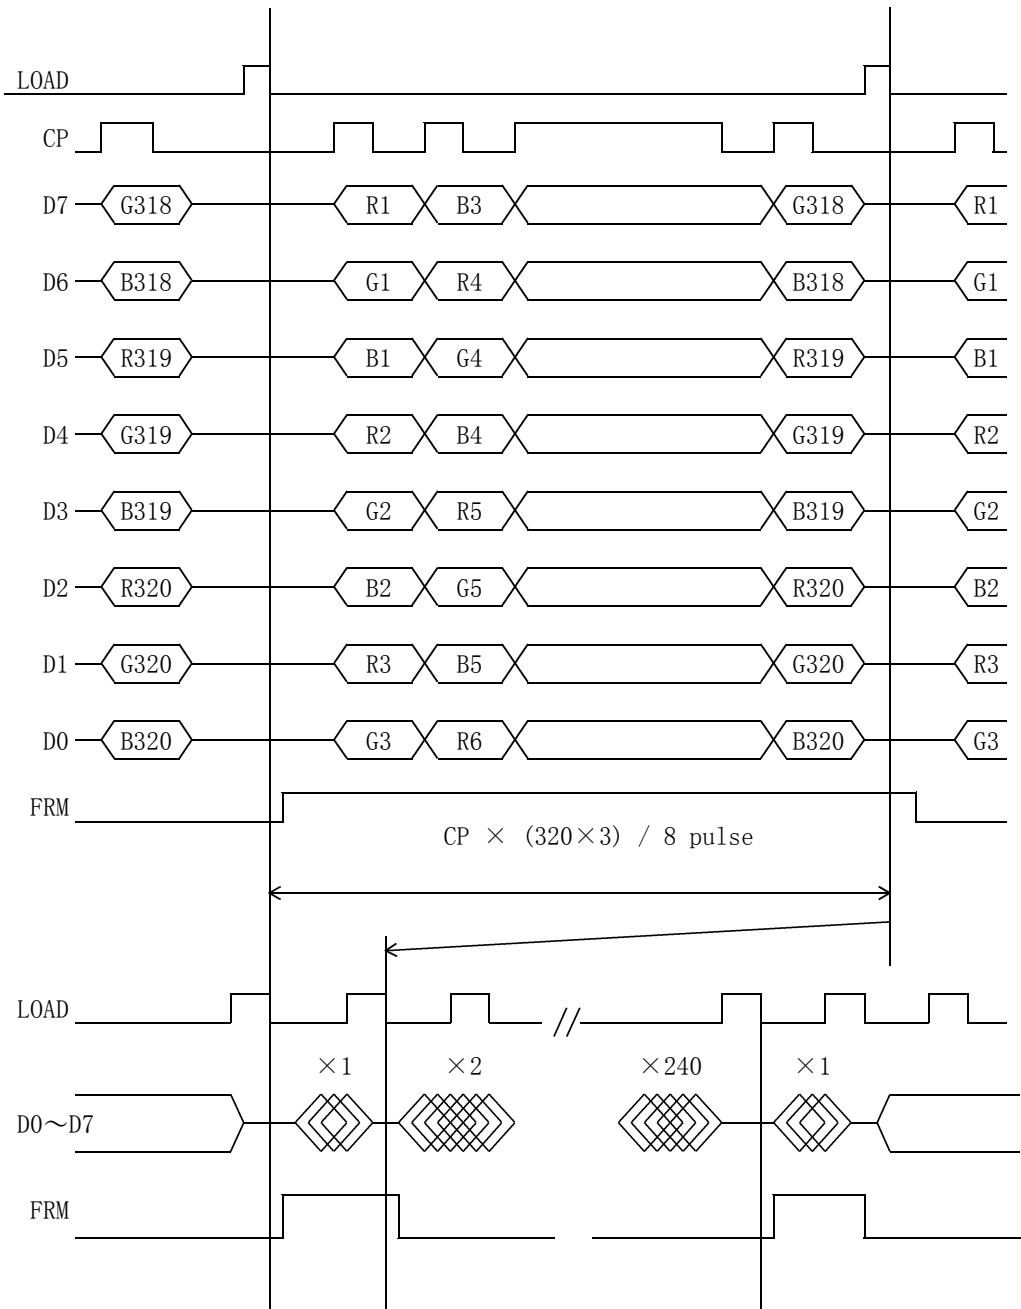 LOAD
CP
D7 G318 R1 B3 G318 R1
D6 B318 G1 R4 B318 G1
D5 R319 B1 G4 R319 B1
D4 G319 R2 B4 G319 R2
D3 B319 G2 R5 B319 G2
D2 R320 B2 G5 R320 B2
D1 G320 R3 B5 G320 R3
D0 B320 G3 R6 B320 G3
FRM
CP × (320×3) / 8 pulse
LOAD //
×1 ×2 ×240 ×1
D0～D7
FRM